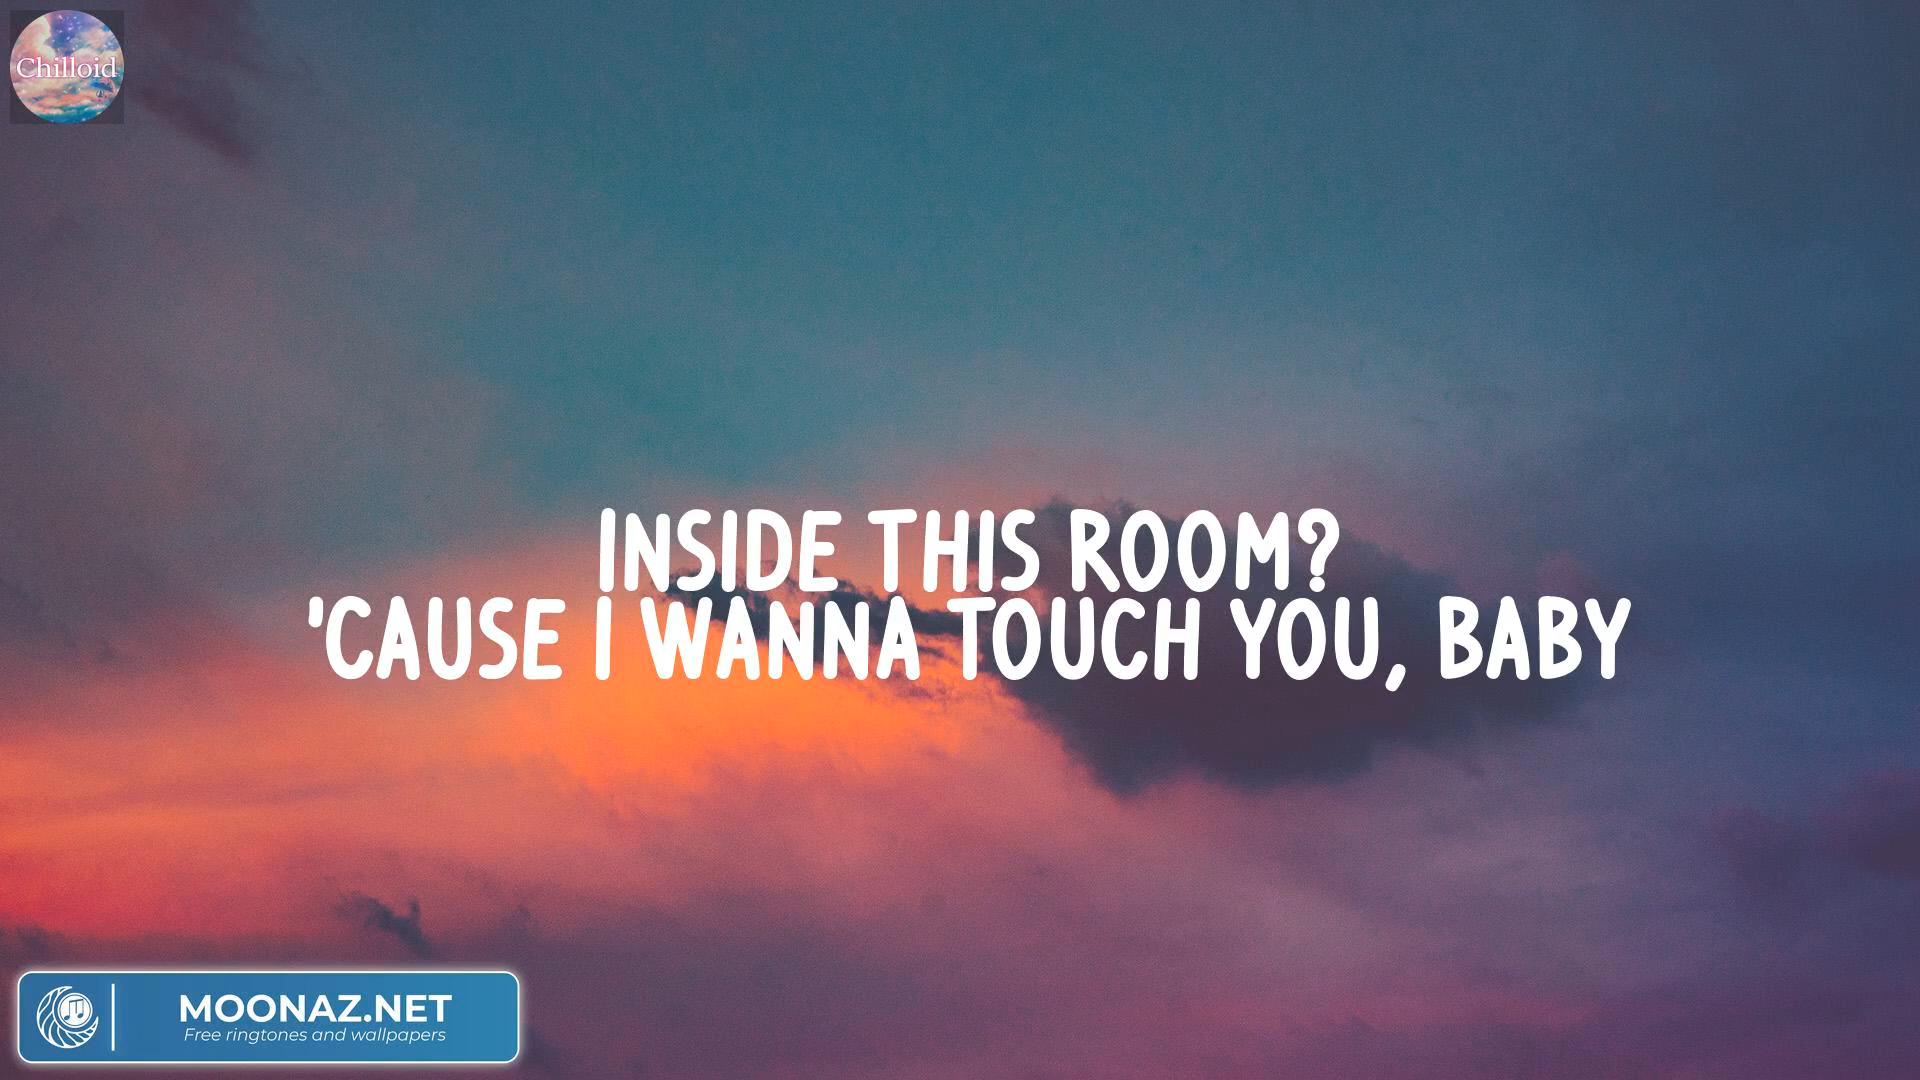 Chilloid
INSIDE THIS ROOM?
'CAUSE I WANNA TOUCH YOU, BABY
MOONAZ.NET
Free ringtones and wallpapers